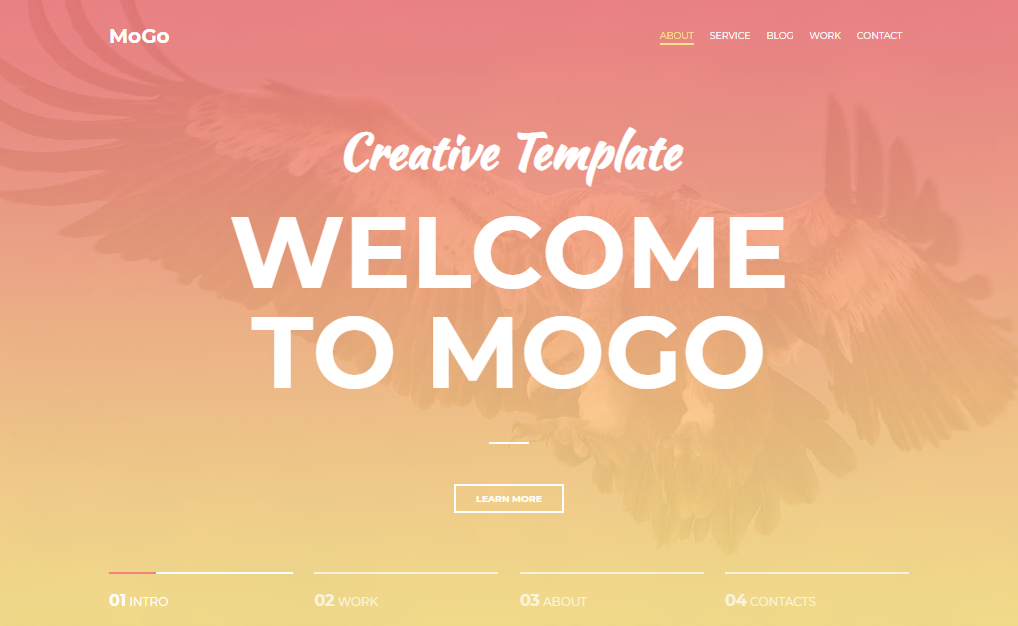 MoGo
ABOUT SERVICE BLOG WORK CONTACT
Creative Template
WELCOME
TO MOGO
LEARN MORE
01 INTRO 02 WORK 03 ABOUT 04 CONTACTS